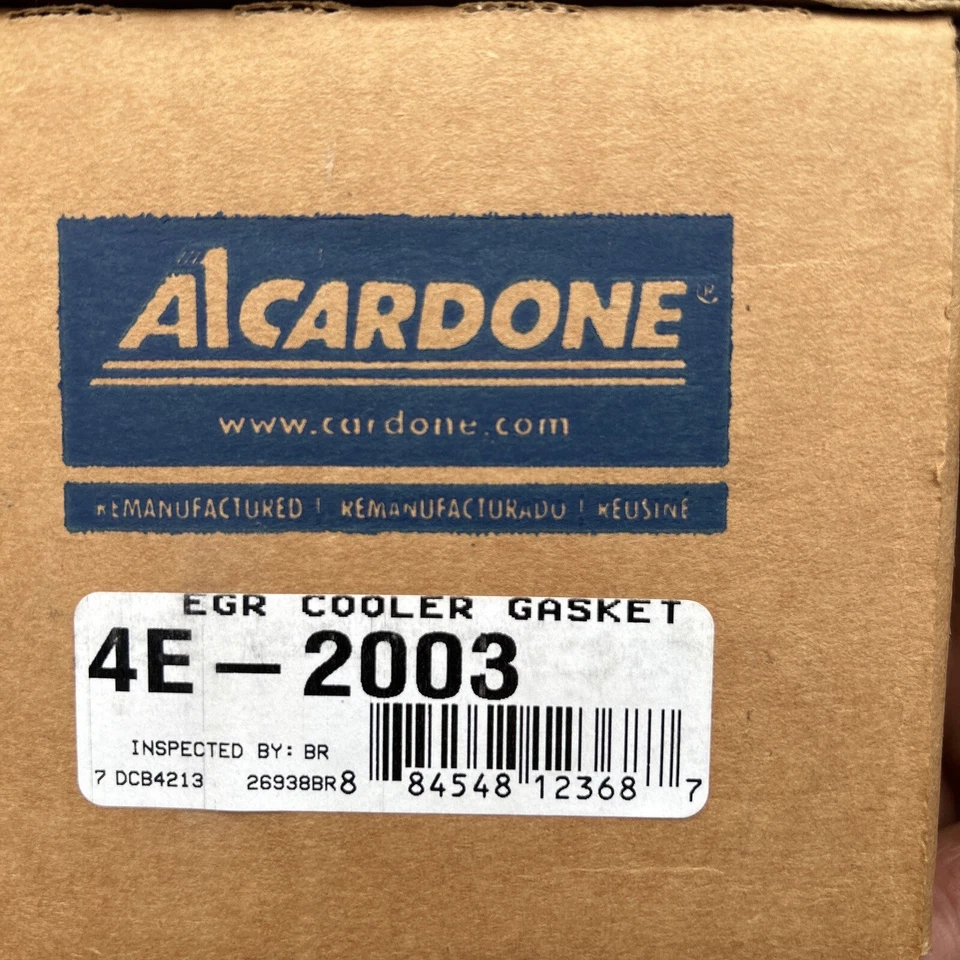 A1 CARDONE®
www.cardone.com
REMANUFACTURED | REMANUFACTURADO | REUSINÉ
EGR COOLER GASKET
4E-2003
INSPECTED BY: BR
7 DCB4213 26938BR
8 84548 12368 7